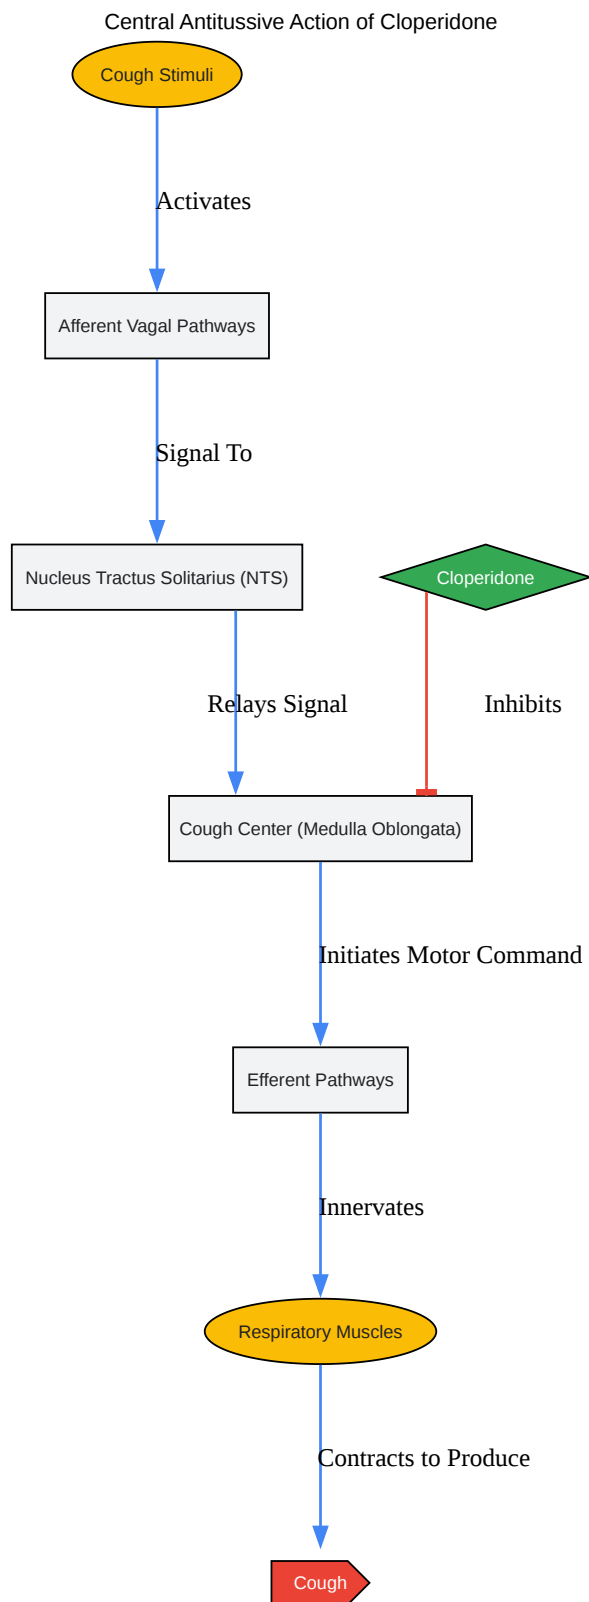 Central Antitussive Action of Cloperidone
Cough Stimuli
Activates
Afferent Vagal Pathways
Signal To
Nucleus Tractus Solitarius (NTS)
Cloperidone
Relays Signal
Inhibits
Cough Center (Medulla Oblongata)
Initiates Motor Command
Efferent Pathways
Innervates
Respiratory Muscles
Contracts to Produce
Cough